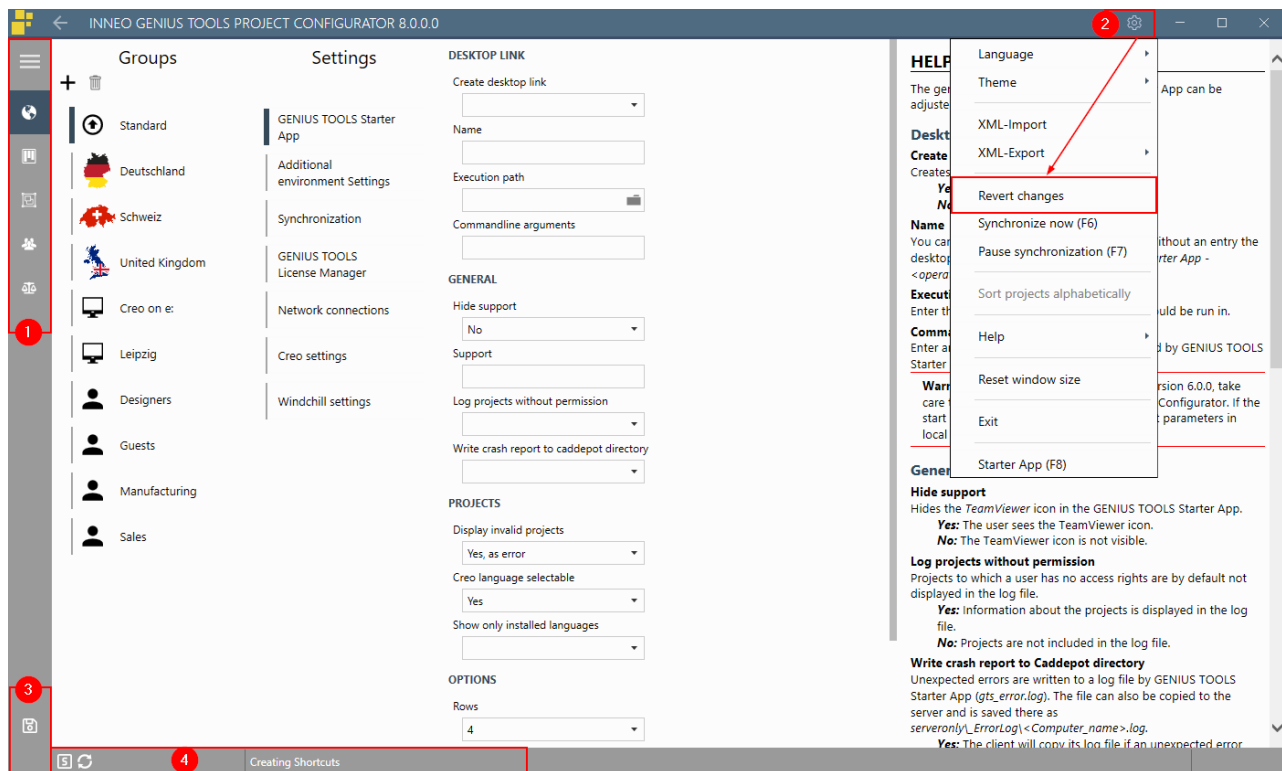 INNEO GENIUS TOOLS PROJECT CONFIGURATOR 8.0.0.0
2
1
3
4
Groups
Standard
Deutschland
Schweiz
United Kingdom
Creo on e:
Leipzig
Designers
Guests
Manufacturing
Sales
Settings
GENIUS TOOLS Starter
App
Additional
environment Settings
Synchronization
GENIUS TOOLS
License Manager
Network connections
Creo settings
Windchill settings
DESKTOP LINK
Create desktop link
Name
Execution path
Commandline arguments
GENERAL
Hide support
No
Support
Log projects without permission
Write crash report to caddepot directory
PROJECTS
Display invalid projects
Yes, as error
Creo language selectable
Yes
Show only installed languages
OPTIONS
Rows
4
Language
Theme
XML-Import
XML-Export
Revert changes
Synchronize now (F6)
Pause synchronization (F7)
Sort projects alphabetically
Help
Reset window size
Exit
Starter App (F8)
HELP
The ger App can be
adjuste
Deskt
Create
Creates
Ye
No
Name
You car ithout an entry the
desktop rter App -
<opera
Executi
Enter th uld be run in.
Comma
Enter ar d by GENIUS TOOLS
Starter
Warr rsion 6.0.0, take
care t Configurator. If the
start t parameters in
local
Gener
Hide support
Hides the TeamViewer icon in the GENIUS TOOLS Starter App.
Yes: The user sees the TeamViewer icon.
No: The TeamViewer icon is not visible.
Log projects without permission
Projects to which a user has no access rights are by default not
displayed in the log file.
Yes: Information about the projects is displayed in the log
file.
No: Projects are not included in the log file.
Write crash report to Caddepot directory
Unexpected errors are written to a log file by GENIUS TOOLS
Starter App (gts_error.log). The file can also be copied to the
server and is saved there as
serveronly\_ErrorLog\<Computer_name>.log.
Yes: The client will copy its log file if an unexpected error
S
Creating Shortcuts